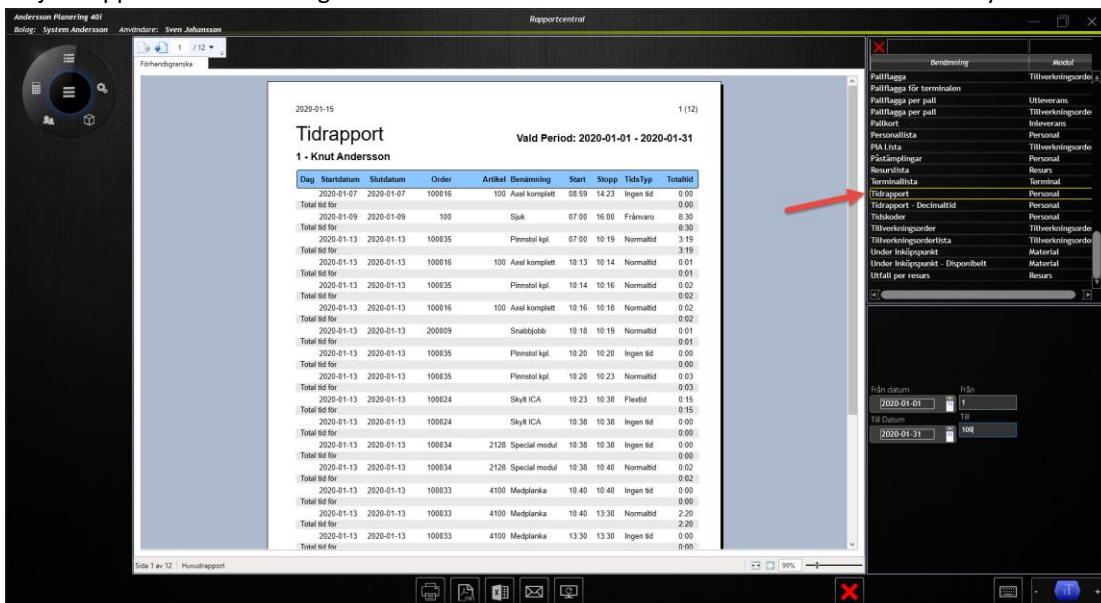 Andersson Planering 40i
Rapportcentral
Bolag: System Andersson Användare: Sven Johansson
1 /12
Förhandsgranska
2020-01-15 1 (12)
Tidrapport Vald Period: 2020-01-01 - 2020-01-31
1 - Knut Andersson
Dag Startdatum Slutdatum Order Artikel Benämning Start Stopp TidsTyp Totaltid
2020-01-07 2020-01-07 100016 100 Axel komplett 08:59 14:23 Ingen tid 0:00
Total tid för 0:00
2020-01-09 2020-01-09 100 Sjuk 07:00 16:00 Frånvaro 8:30
Total tid för 8:30
2020-01-13 2020-01-13 100035 Pinnstol kpl. 07:00 10:19 Normaltid 3:19
Total tid för 3:19
2020-01-13 2020-01-13 100016 100 Axel komplett 10:13 10:14 Normaltid 0:01
Total tid för 0:01
2020-01-13 2020-01-13 100035 Pinnstol kpl. 10:14 10:16 Normaltid 0:02
Total tid för 0:02
2020-01-13 2020-01-13 100016 100 Axel komplett 10:16 10:18 Normaltid 0:02
Total tid för 0:02
2020-01-13 2020-01-13 200009 Snabbjobb 10:18 10:19 Normaltid 0:01
Total tid för 0:01
2020-01-13 2020-01-13 100035 Pinnstol kpl. 10:20 10:20 Ingen tid 0:00
Total tid för 0:00
2020-01-13 2020-01-13 100035 Pinnstol kpl. 10:20 10:23 Normaltid 0:03
Total tid för 0:03
2020-01-13 2020-01-13 100024 Skylt ICA 10:23 10:38 Flextid 0:15
Total tid för 0:15
2020-01-13 2020-01-13 100024 Skylt ICA 10:38 10:38 Ingen tid 0:00
Total tid för 0:00
2020-01-13 2020-01-13 100034 2128 Special modul 10:38 10:38 Ingen tid 0:00
Total tid för 0:00
2020-01-13 2020-01-13 100034 2128 Special modul 10:38 10:40 Normaltid 0:02
Total tid för 0:02
2020-01-13 2020-01-13 100033 4100 Medplanka 10:40 10:40 Ingen tid 0:00
Total tid för 0:00
2020-01-13 2020-01-13 100033 4100 Medplanka 10:40 13:30 Normaltid 2:20
Total tid för 2:20
2020-01-13 2020-01-13 100033 4100 Medplanka 13:30 13:30 Ingen tid 0:00
Total tid för 0:00
Sida 1 av 12 Huvudrapport 99%
Benämning Modul
Pallflagga Tillverkningsorde
Pallflagga för terminalen
Pallflagga per pall Utleverans
Pallflagga per pall Tillverkningsorde
Pallkort Inleverans
Personallista Personal
PIA Lista Tillverkningsorde
Påstämplingar Personal
Resurslista Resurs
Terminallista Terminal
Tidrapport Personal
Tidrapport - Decimaltid Personal
Tidskoder Personal
Tillverkningsorder Tillverkningsorde
Tillverkningsorderlista Tillverkningsorde
Under Inköpspunkt Material
Under Inköpspunkt - Disponibelt Material
Utfall per resurs Resurs
Från datum Från
2020-01-01 1
Till Datum Till
2020-01-31 100
- T +